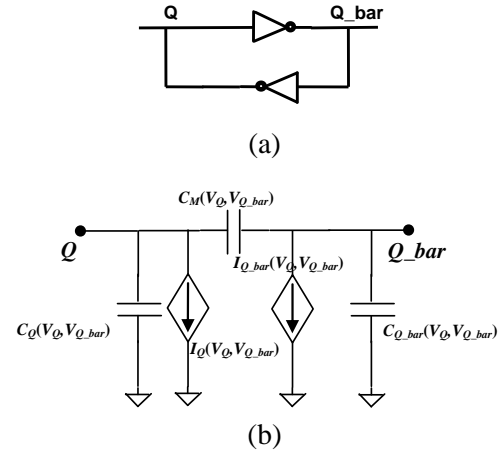 Q Q_bar
(a)
C_M(V_Q,V_Q_bar)
I_Q_bar(V_Q,V_Q_bar)
Q Q_bar
C_Q(V_Q,V_Q_bar)
I_Q(V_Q,V_Q_bar)
C_Q_bar(V_Q,V_Q_bar)
(b)